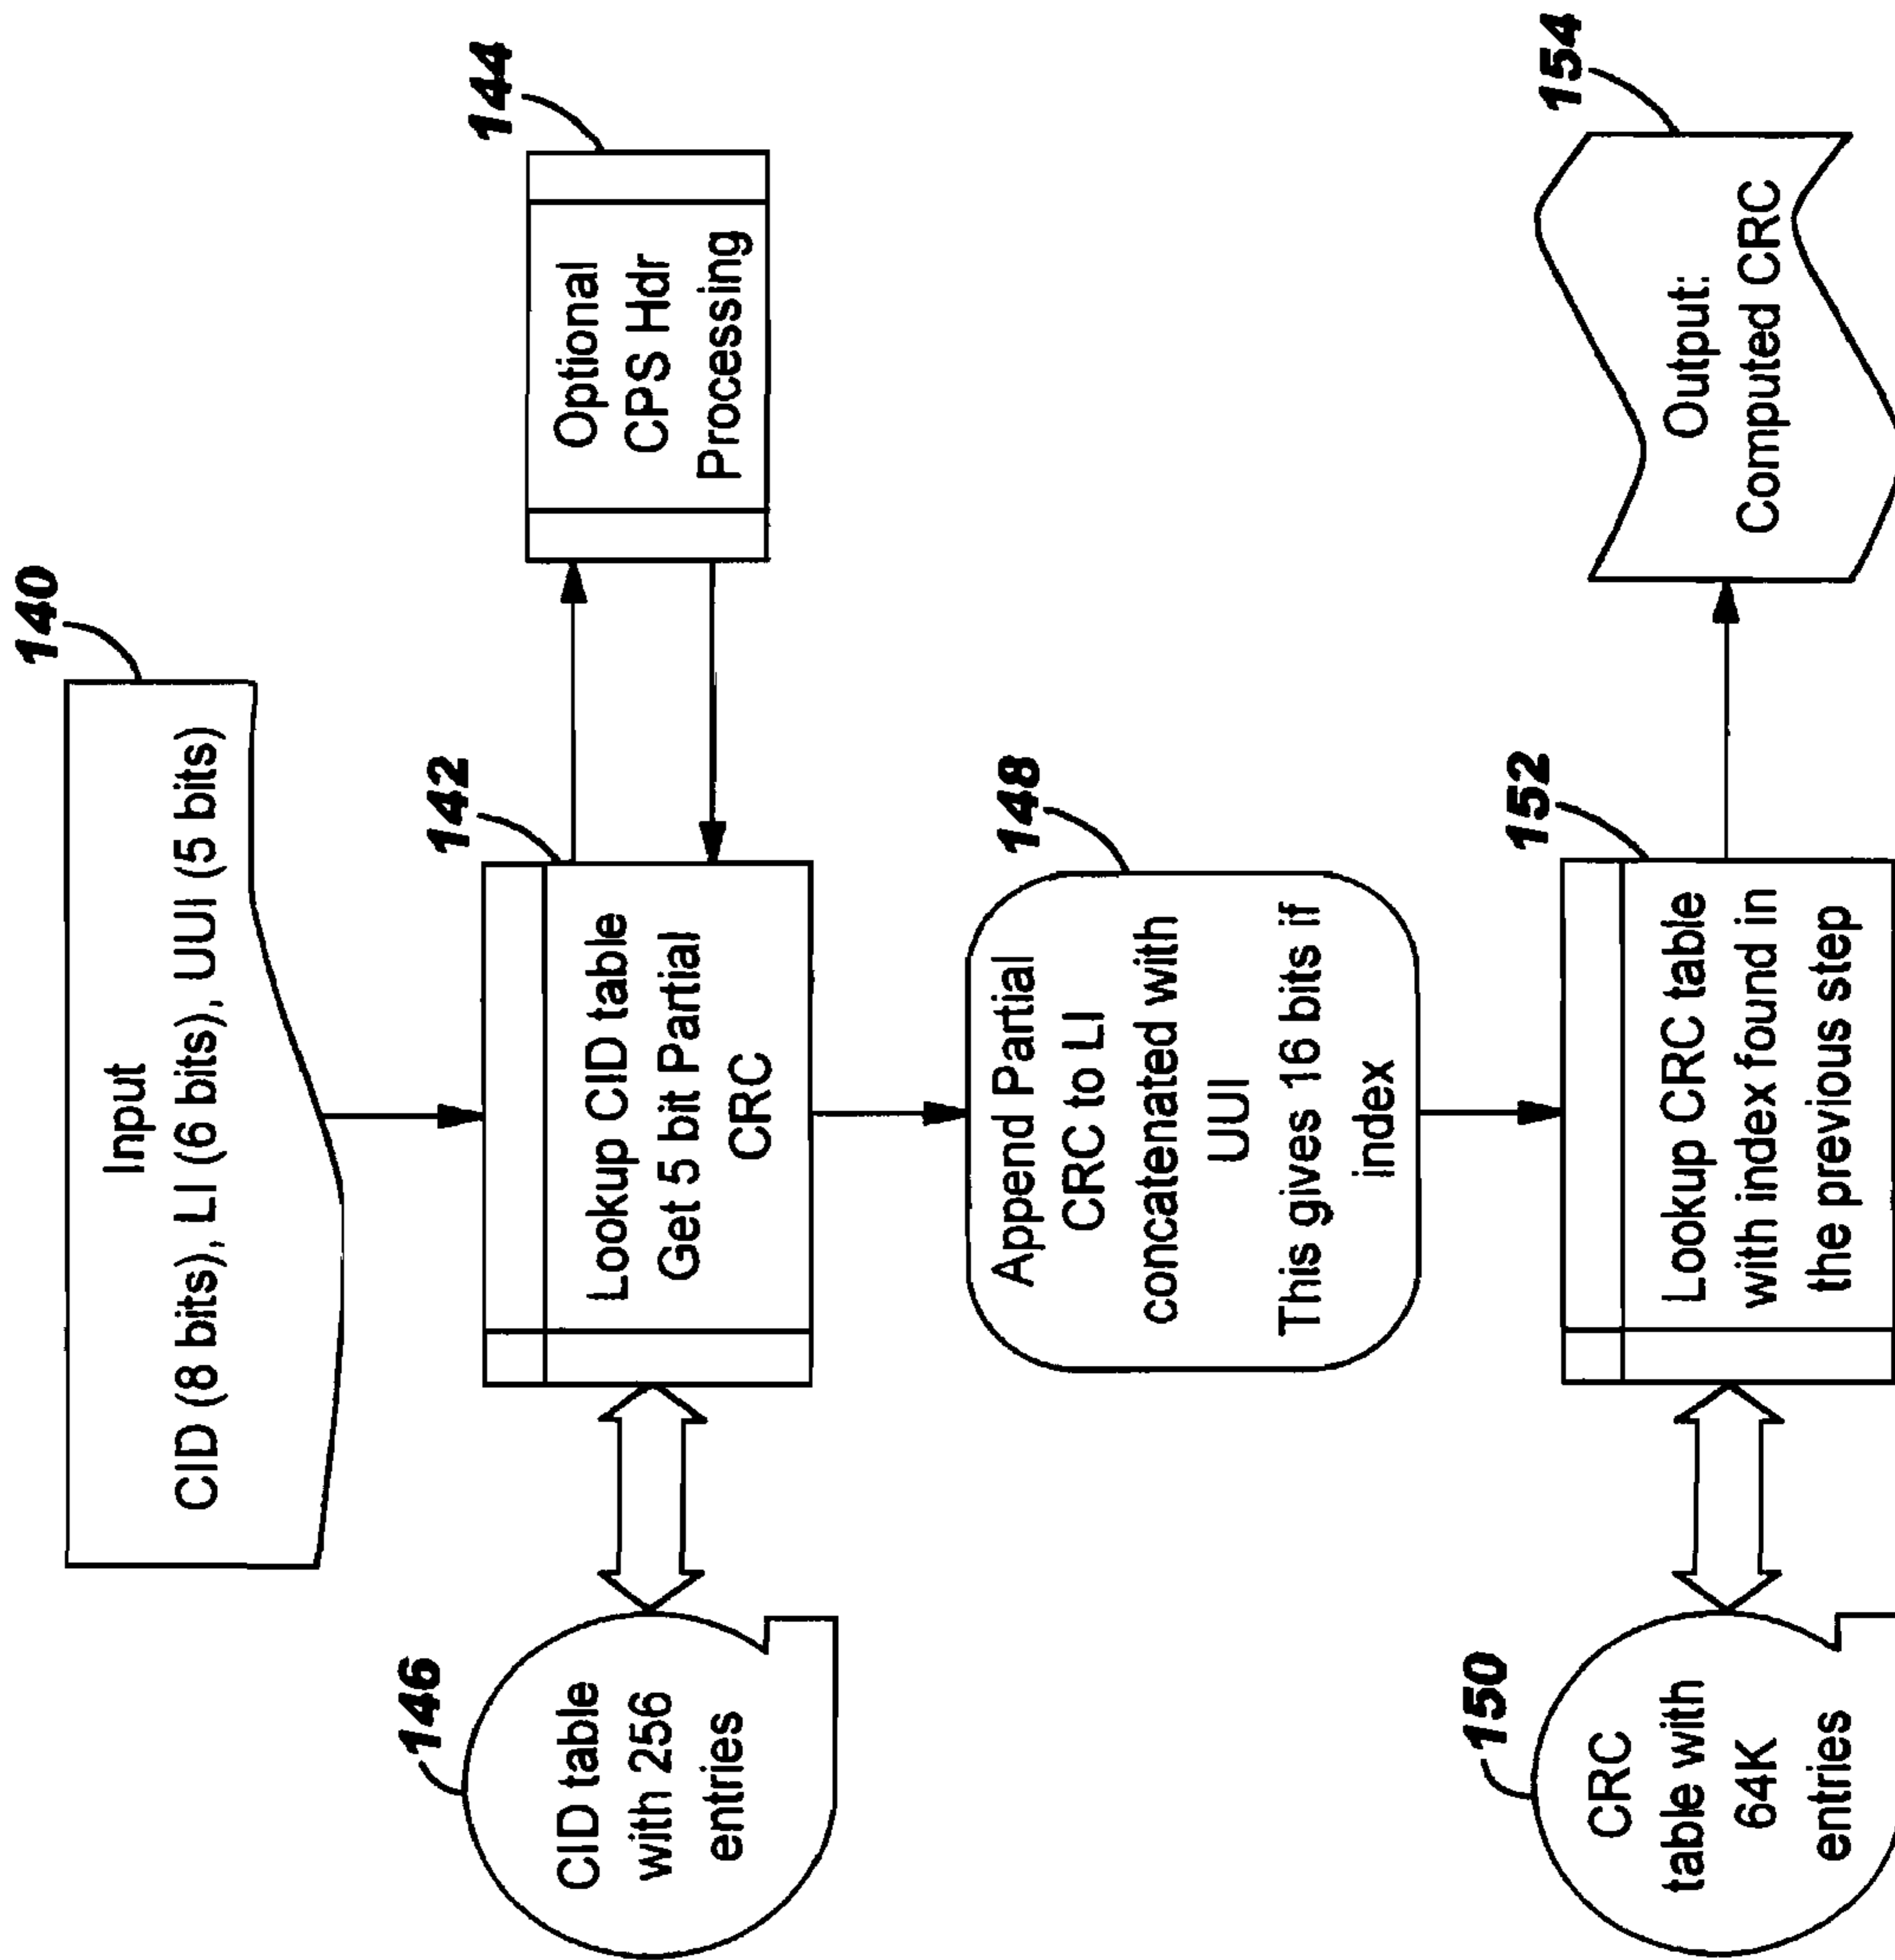 140
Input
CID (8 bits), LI (6 bits), UUI (5 bits)
142
Lookup CID table
Get 5 bit Partial
CRC
144
Optional
CPS Hdr
Processing
146
CID table
with 256
entries
148
Append Partial
CRC to LI
concatenated with
UUI
This gives 16 bits if
index
150
CRC
table with
64K
entries
152
Lookup CRC table
with index found in
the previous step
154
Output:
Computed CRC